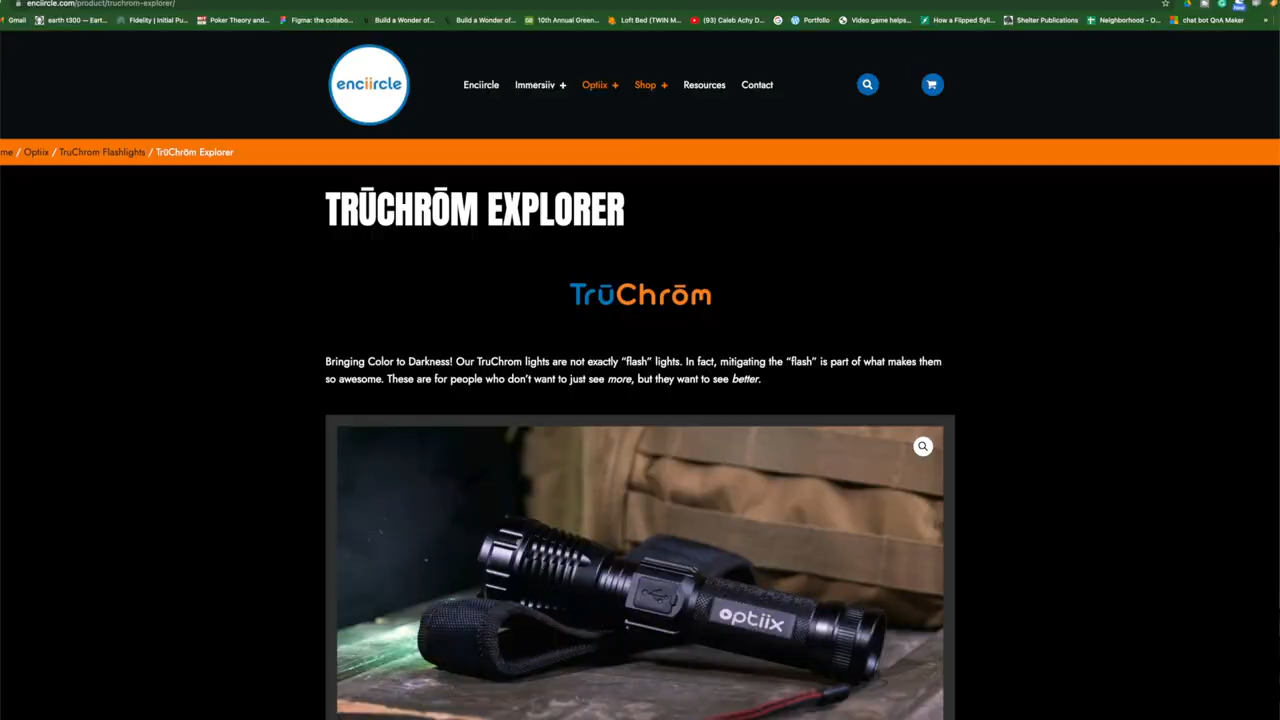 enciircle.com/product/truchrom-explorer/
Gmail earth t300 — Eart... Fidelity | Initial Pu... Poker Theory and... Figma: the collabo... Build a Wonder of... Build a Wonder of... 10th Annual Green... Loft Bed (TWIN M... (93) Caleb Achy D... Portfolio Video game helps... How a Flipped Syll... Shelter Publications Neighborhood - O... chat bot QnA Maker »
enciircle
Enciircle Immersiiv + Optiix + Shop + Resources Contact
me / Optiix / TruChrom Flashlights / TrūChrōm Explorer
TRŪCHRŌM EXPLORER
TrūChrōm
Bringing Color to Darkness! Our TruChrom lights are not exactly “flash” lights. In fact, mitigating the “flash” is part of what makes them
so awesome. These are for people who don’t want to just see more, but they want to see better.
optiix